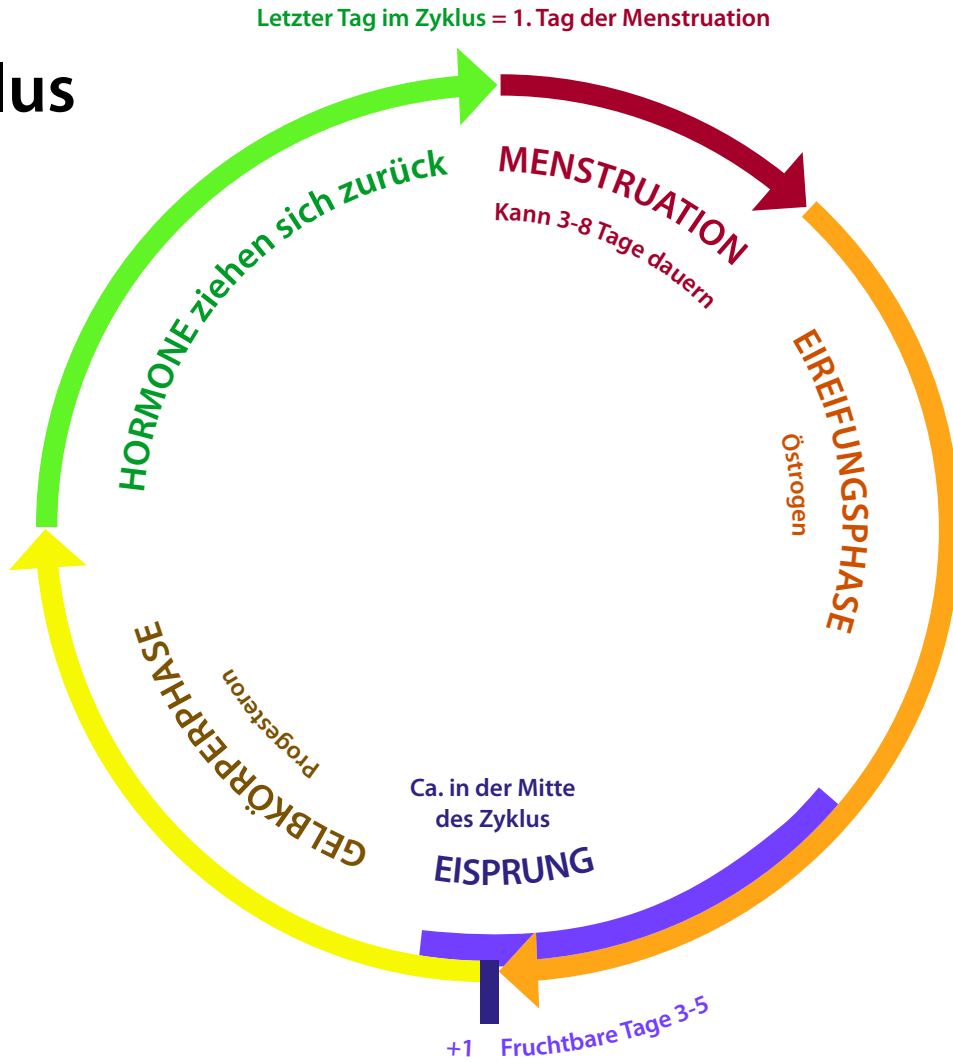 Letzter Tag im Zyklus = 1. Tag der Menstruation
lus
MENSTRUATION
Kann 3-8 Tage dauern
EIREIFUNGSPHASE
Östrogen
Ca. in der Mitte
des Zyklus
EISPRUNG
+1 Fruchtbare Tage 3-5
GELBKÖRPERPHASE
Progesteron
HORMONE ziehen sich zurück